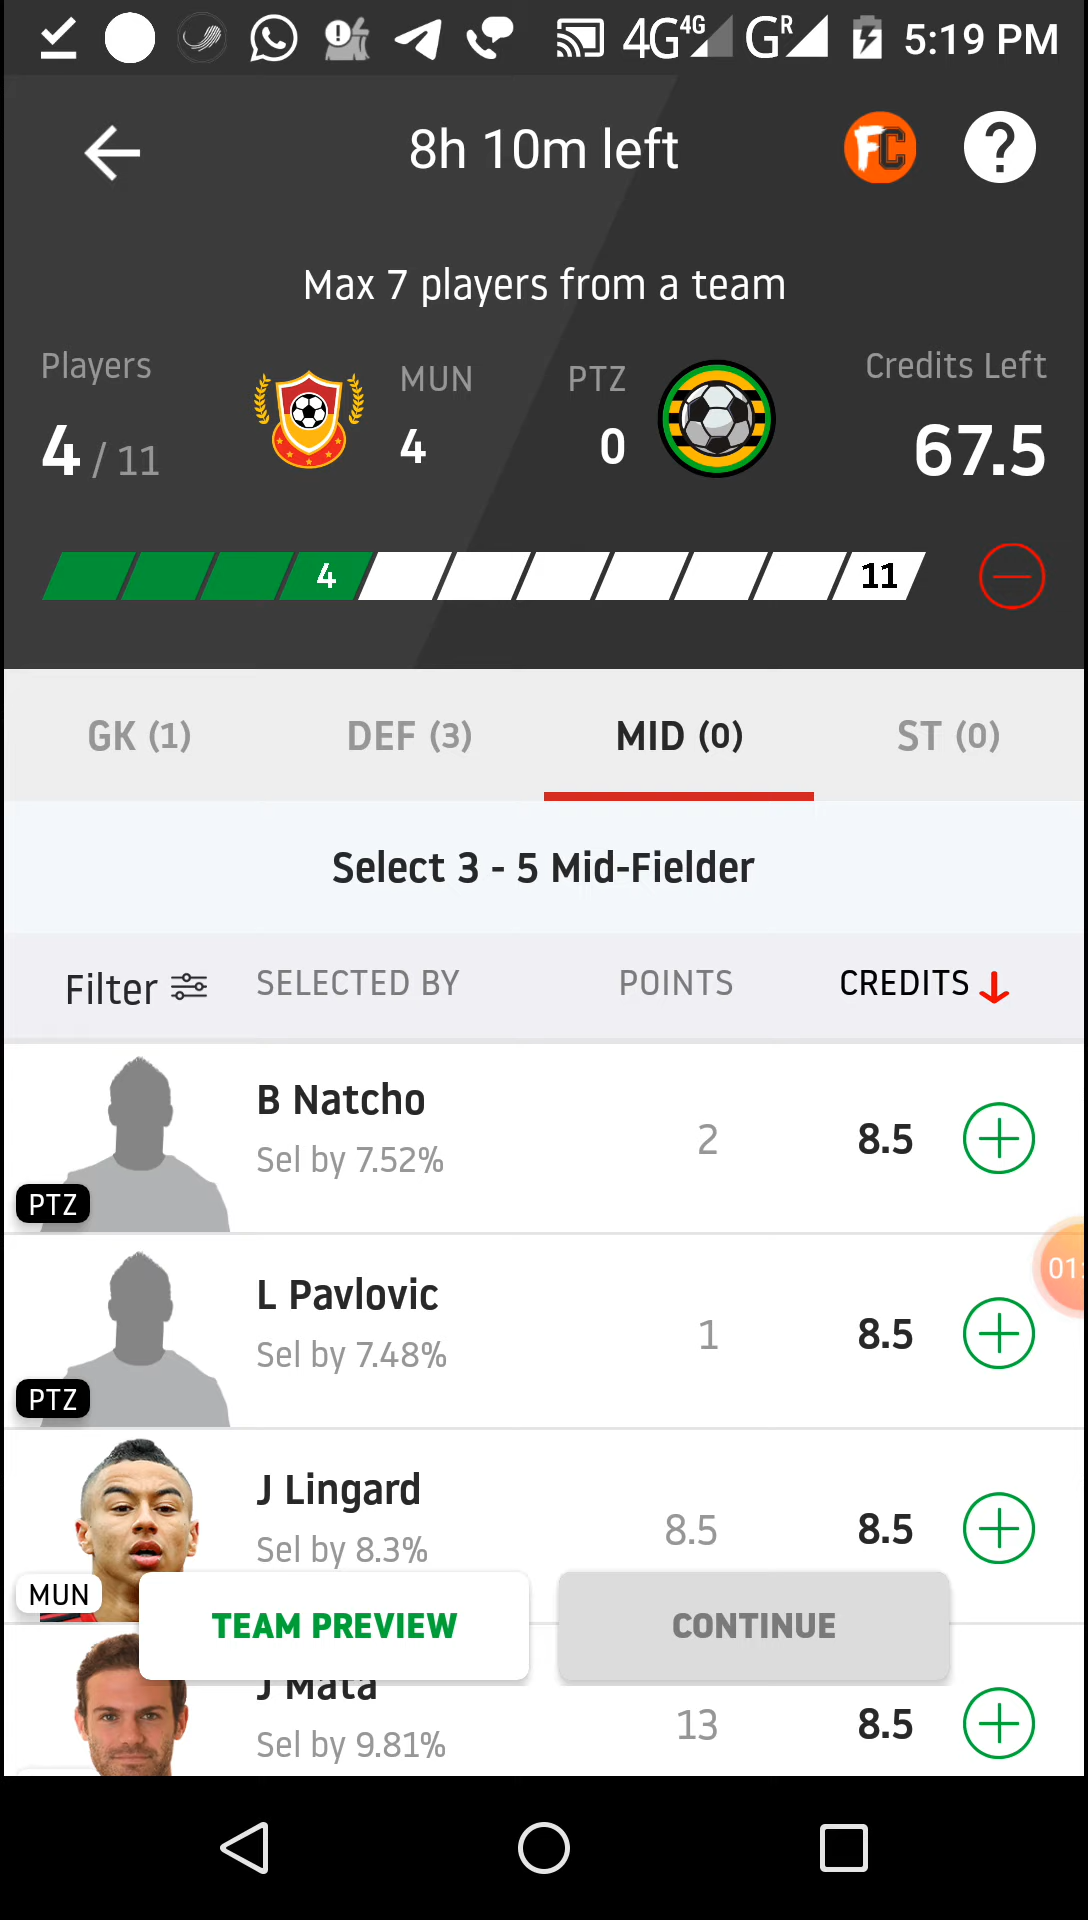 4G 4G G R 5:19 PM
8h 10m left
FC
?
Max 7 players from a team
Players
MUN
PTZ
Credits Left
4 / 11
4
0
67.5
4
11
GK (1)
DEF (3)
MID (0)
ST (0)
Select 3 - 5 Mid-Fielder
Filter
SELECTED BY
POINTS
CREDITS
B Natcho
Sel by 7.52%
2
8.5
PTZ
L Pavlovic
Sel by 7.48%
1
8.5
PTZ
01:
J Lingard
Sel by 8.3%
8.5
8.5
MUN
TEAM PREVIEW
CONTINUE
J Mata
Sel by 9.81%
13
8.5